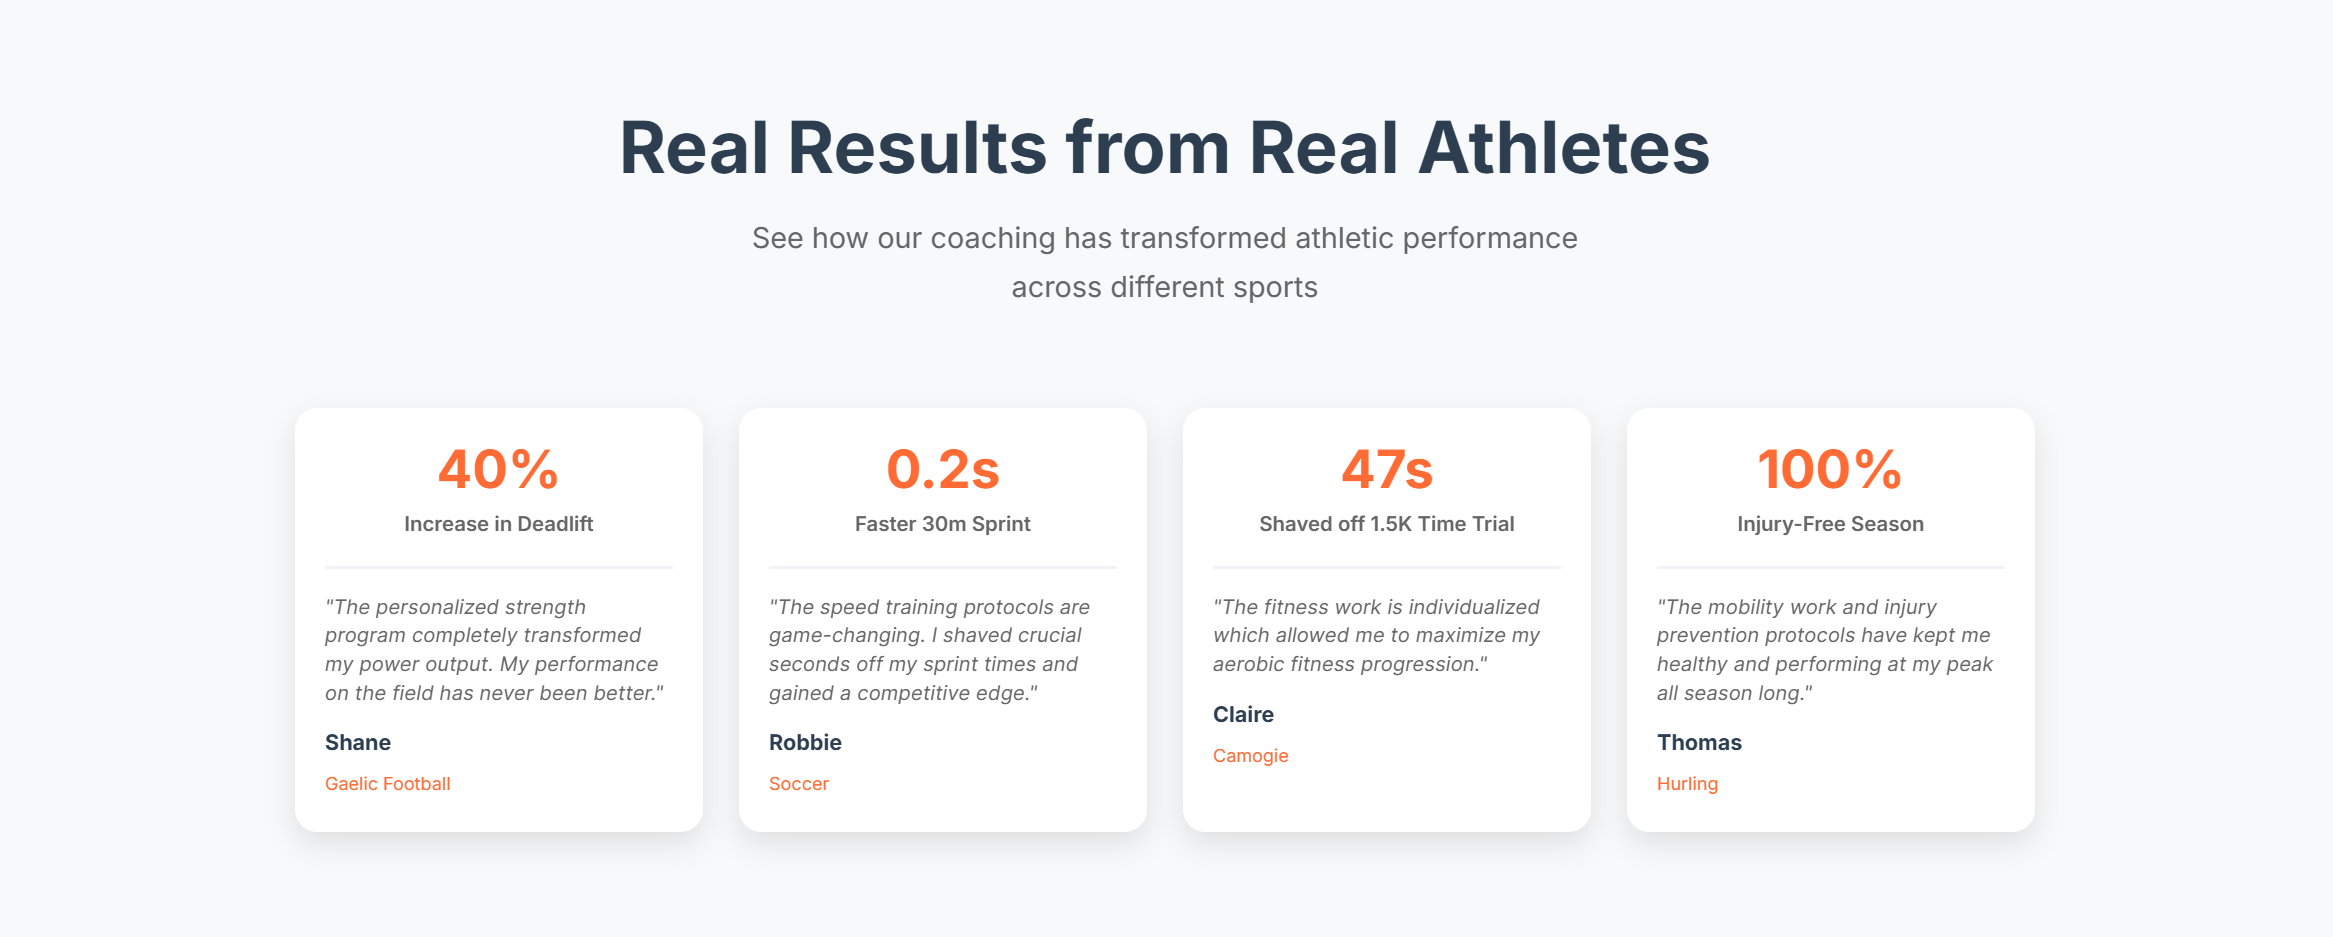 Real Results from Real Athletes
See how our coaching has transformed athletic performance
across different sports
40%
Increase in Deadlift
"The personalized strength
program completely transformed
my power output. My performance
on the field has never been better."
Shane
Gaelic Football
0.2s
Faster 30m Sprint
"The speed training protocols are
game-changing. I shaved crucial
seconds off my sprint times and
gained a competitive edge."
Robbie
Soccer
47s
Shaved off 1.5K Time Trial
"The fitness work is individualized
which allowed me to maximize my
aerobic fitness progression."
Claire
Camogie
100%
Injury-Free Season
"The mobility work and injury
prevention protocols have kept me
healthy and performing at my peak
all season long."
Thomas
Hurling